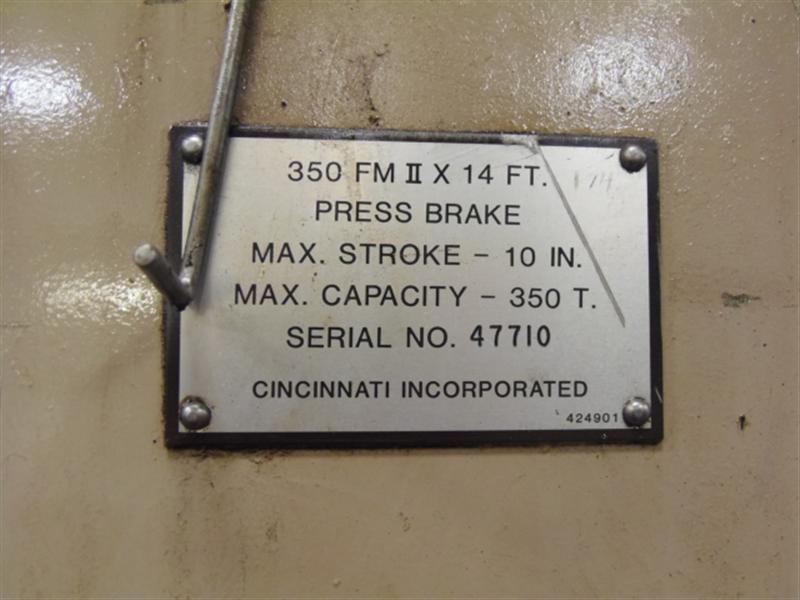 350 FM II X 14 FT.
PRESS BRAKE
MAX. STROKE - 10 IN.
MAX. CAPACITY - 350 T.
SERIAL NO. 47710
CINCINNATI INCORPORATED
424901